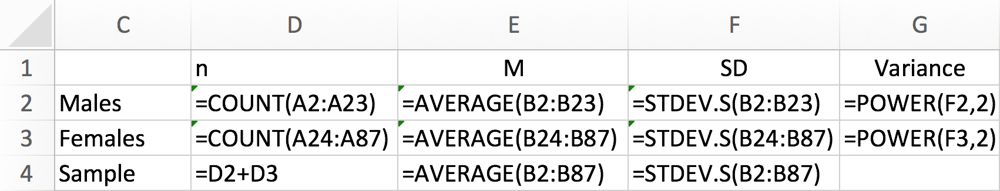 C D E F G
1 n M SD Variance
2 Males =COUNT(A2:A23) =AVERAGE(B2:B23) =STDEV.S(B2:B23) =POWER(F2,2)
3 Females =COUNT(A24:A87) =AVERAGE(B24:B87) =STDEV.S(B24:B87) =POWER(F3,2)
4 Sample =D2+D3 =AVERAGE(B2:B87) =STDEV.S(B2:B87)